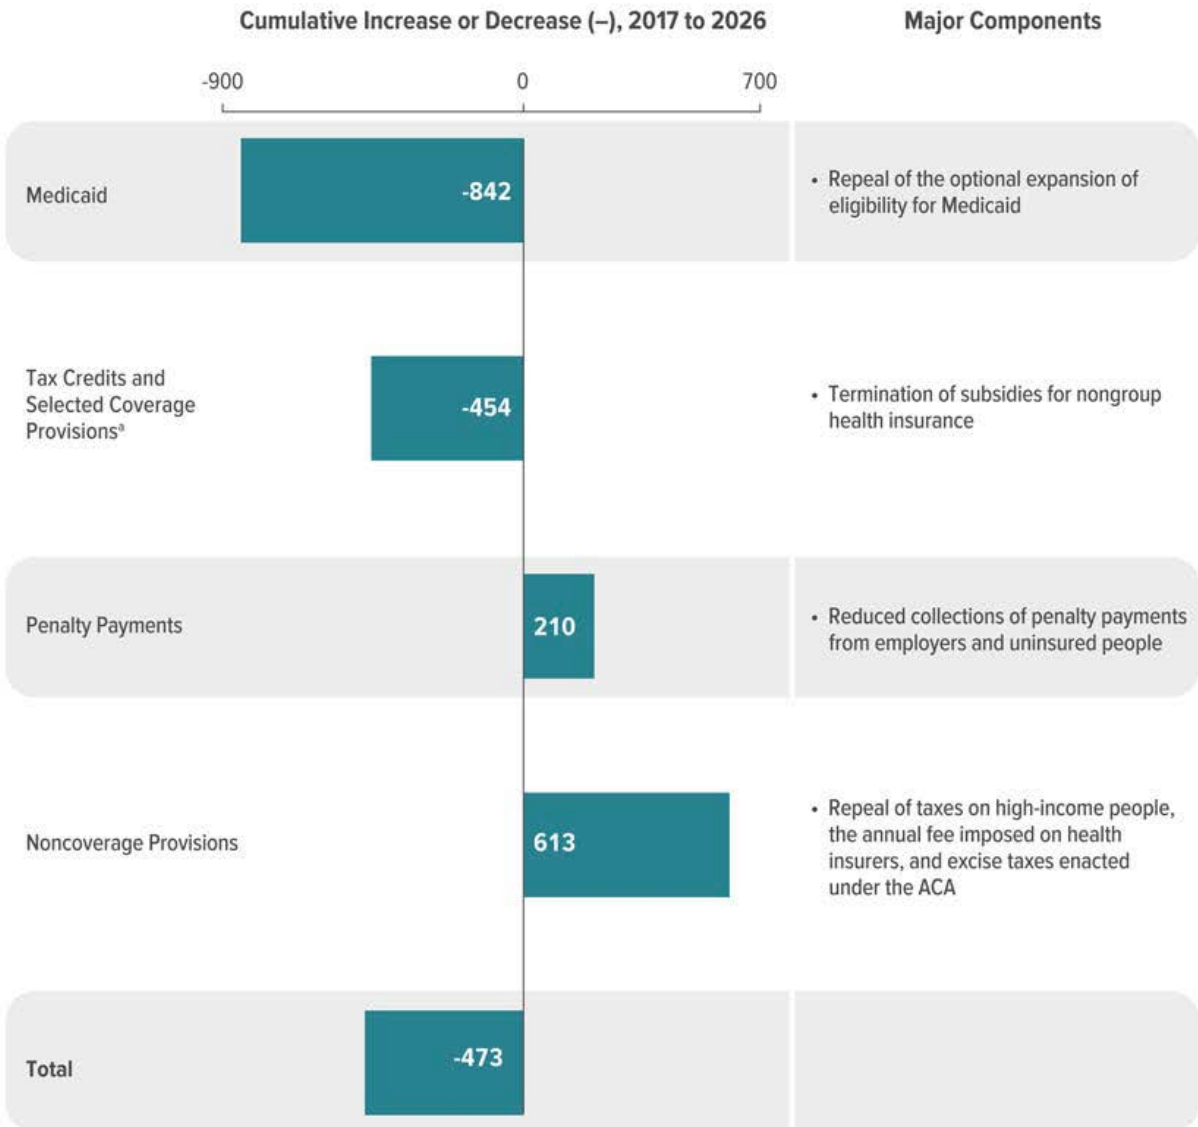 Cumulative Increase or Decrease (–), 2017 to 2026
Major Components
-900
0
700
Medicaid
-842
• Repeal of the optional expansion of
eligibility for Medicaid
Tax Credits and
Selected Coverage
Provisionsª
-454
• Termination of subsidies for nongroup
health insurance
Penalty Payments
210
• Reduced collections of penalty payments
from employers and uninsured people
Noncoverage Provisions
613
• Repeal of taxes on high-income people,
the annual fee imposed on health
insurers, and excise taxes enacted
under the ACA
Total
-473